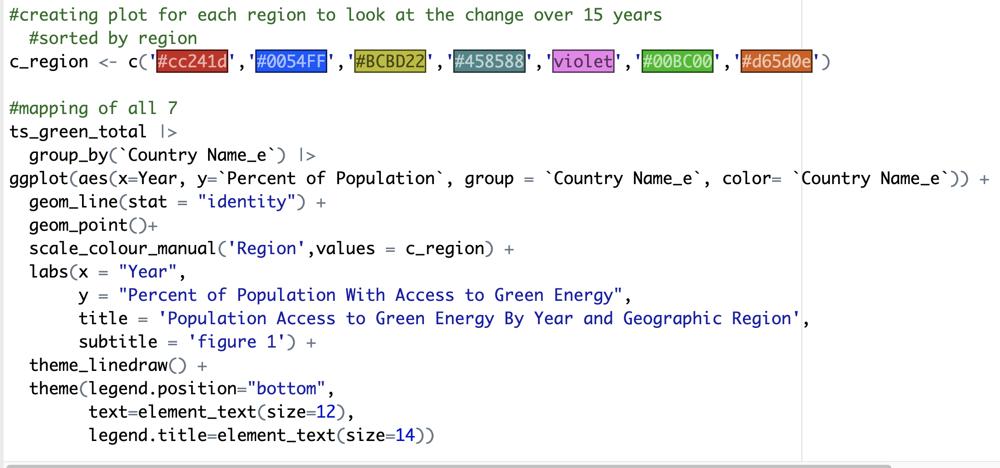 #creating plot for each region to look at the change over 15 years
  #sorted by region
c_region <- c('#cc241d','#0054FF','#BCBD22','#458588','violet','#00BC00','#d65d0e')

#mapping of all 7
ts_green_total |>
  group_by(`Country Name_e`) |>
ggplot(aes(x=Year, y=`Percent of Population`, group = `Country Name_e`, color= `Country Name_e`)) +
  geom_line(stat = "identity") +
  geom_point()+
  scale_colour_manual('Region',values = c_region) +
  labs(x = "Year",
       y = "Percent of Population With Access to Green Energy",
       title = 'Population Access to Green Energy By Year and Geographic Region',
       subtitle = 'figure 1') +
  theme_linedraw() +
  theme(legend.position="bottom",
        text=element_text(size=12),
        legend.title=element_text(size=14))